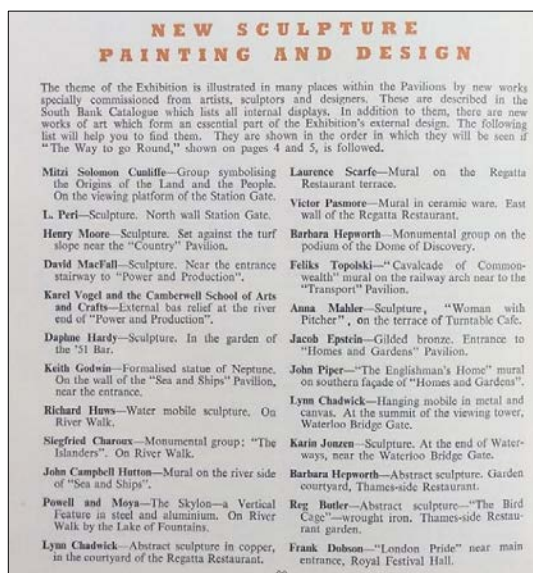 NEW SCULPTURE
PAINTING AND DESIGN
The theme of the Exhibition is illustrated in many places within the Pavilions by new works
specially commissioned from artists, sculptors and designers. These are described in the
South Bank Catalogue which lists all internal displays. In addition to them, there are new
works of art which form an essential part of the Exhibition's external design. The following
list will help you to find them. They are shown in the order in which they will be seen if
"The Way to go Round," shown on pages 4 and 5, is followed.
Mitzi Solomon Cunliffe—Group symbolising
the Origins of the Land and the People.
On the viewing platform of the Station Gate.
L. Peri—Sculpture. North wall Station Gate.
Henry Moore—Sculpture. Set against the turf
slope near the "Country" Pavilion.
David MacFall—Sculpture. Near the entrance
stairway to "Power and Production".
Karel Vogel and the Camberwell School of Arts
and Crafts—External bas relief at the river
end of "Power and Production".
Daphne Hardy—Sculpture. In the garden of
the '51 Bar.
Keith Godwin—Formalised statue of Neptune.
On the wall of the "Sea and Ships" Pavilion,
near the entrance.
Richard Huws—Water mobile sculpture. On
River Walk.
Siegfried Charoux—Monumental group: "The
Islanders". On River Walk.
John Campbell Hutton—Mural on the river side
of "Sea and Ships".
Powell and Moya—The Skylon—a Vertical
Feature in steel and aluminium. On River
Walk by the Lake of Fountains.
Lynn Chadwick—Abstract sculpture in copper,
in the courtyard of the Regatta Restaurant.
Laurence Scarfe—Mural on the Regatta
Restaurant terrace.
Victor Pasmore—Mural in ceramic ware. East
wall of the Regatta Restaurant.
Barbara Hepworth—Monumental group on the
podium of the Dome of Discovery.
Feliks Topolski—"Cavalcade of Common-
wealth" mural on the railway arch near to the
"Transport" Pavilion.
Anna Mahler—Sculpture, "Woman with
Pitcher", on the terrace of Turntable Cafe.
Jacob Epstein—Gilded bronze. Entrance to
"Homes and Gardens" Pavilion.
John Piper—"The Englishman's Home" mural
on southern façade of "Homes and Gardens".
Lynn Chadwick—Hanging mobile in metal and
canvas. At the summit of the viewing tower,
Waterloo Bridge Gate.
Karin Jonzen—Sculpture. At the end of Water-
ways, near the Waterloo Bridge Gate.
Barbara Hepworth—Abstract sculpture. Garden
courtyard, Thames-side Restaurant.
Reg Butler—Abstract sculpture—"The Bird
Cage"—wrought iron. Thames-side Restau-
rant garden.
Frank Dobson—"London Pride" near main
entrance, Royal Festival Hall.